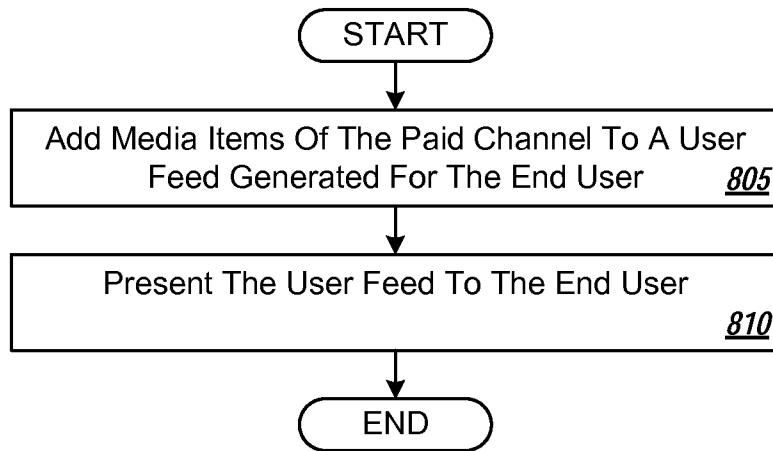 START
Add Media Items Of The Paid Channel To A User
Feed Generated For The End User
805
Present The User Feed To The End User
810
END